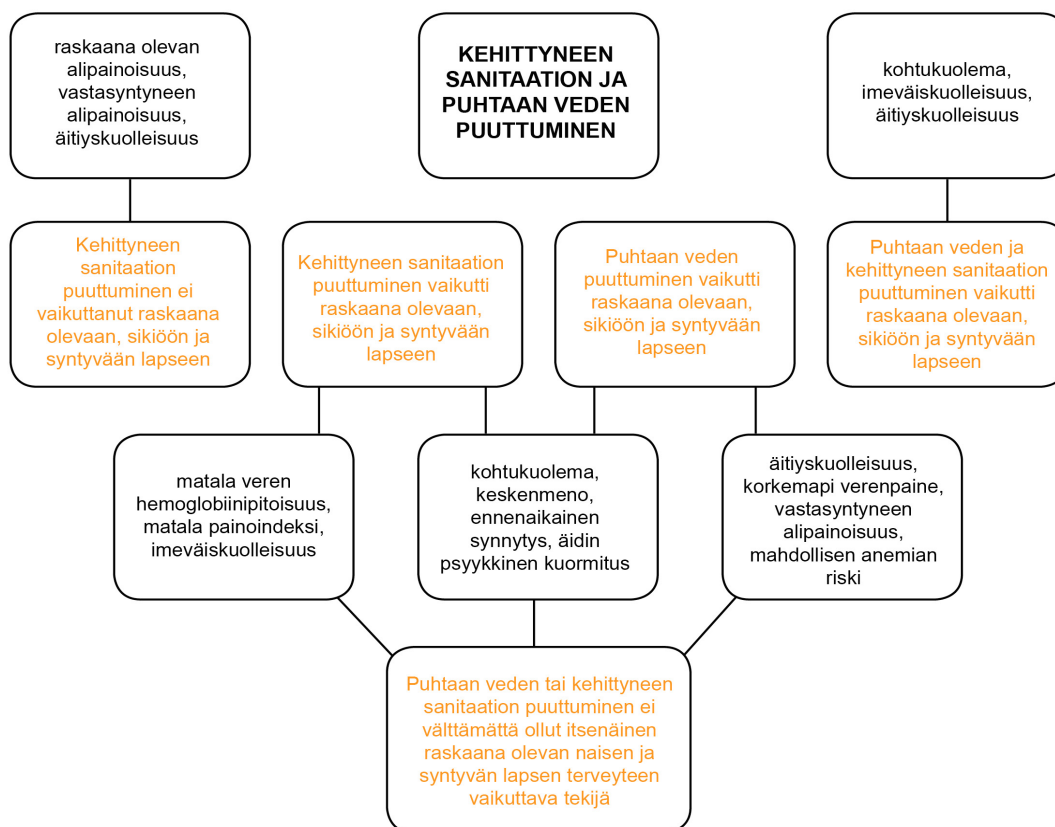 raskaana olevan
alipainoisuus,
vastasyntyneen
alipainoisuus,
äitiyskuolleisuus
KEHITTYNEEN
SANITAATION JA
PUHTAAN VEDEN
PUUTTUMINEN
kohtukuolema,
imeväiskuolleisuus,
äitiyskuolleisuus
Kehittyneen
sanitaation
puuttuminen ei
vaikuttanut raskaana
olevaan, sikiöön ja
syntyvään lapseen
Kehittyneen sanitaation
puuttuminen vaikutti
raskaana olevaan,
sikiöön ja syntyvään
lapseen
Puhtaan veden
puuttuminen vaikutti
raskaana olevaan,
sikiöön ja syntyvään
lapseen
Puhtaan veden ja
kehittyneen sanitaation
puuttuminen vaikutti
raskaana olevaan,
sikiöön ja syntyvään
lapseen
matala veren
hemoglobiinipitoisuus,
matala painoindeksi,
imeväiskuolleisuus
kohtukuolema,
keskenmeno,
ennenaikainen
synnytys, äidin
psyykkinen kuormitus
äitiyskuolleisuus,
korkemapi verenpaine,
vastasyntyneen
alipainoisuus,
mahdollisen anemian
riski
Puhtaan veden tai kehittyneen
sanitaation puuttuminen ei
välttämättä ollut itsenäinen
raskaana olevan naisen ja
syntyvän lapsen terveyteen
vaikuttava tekijä